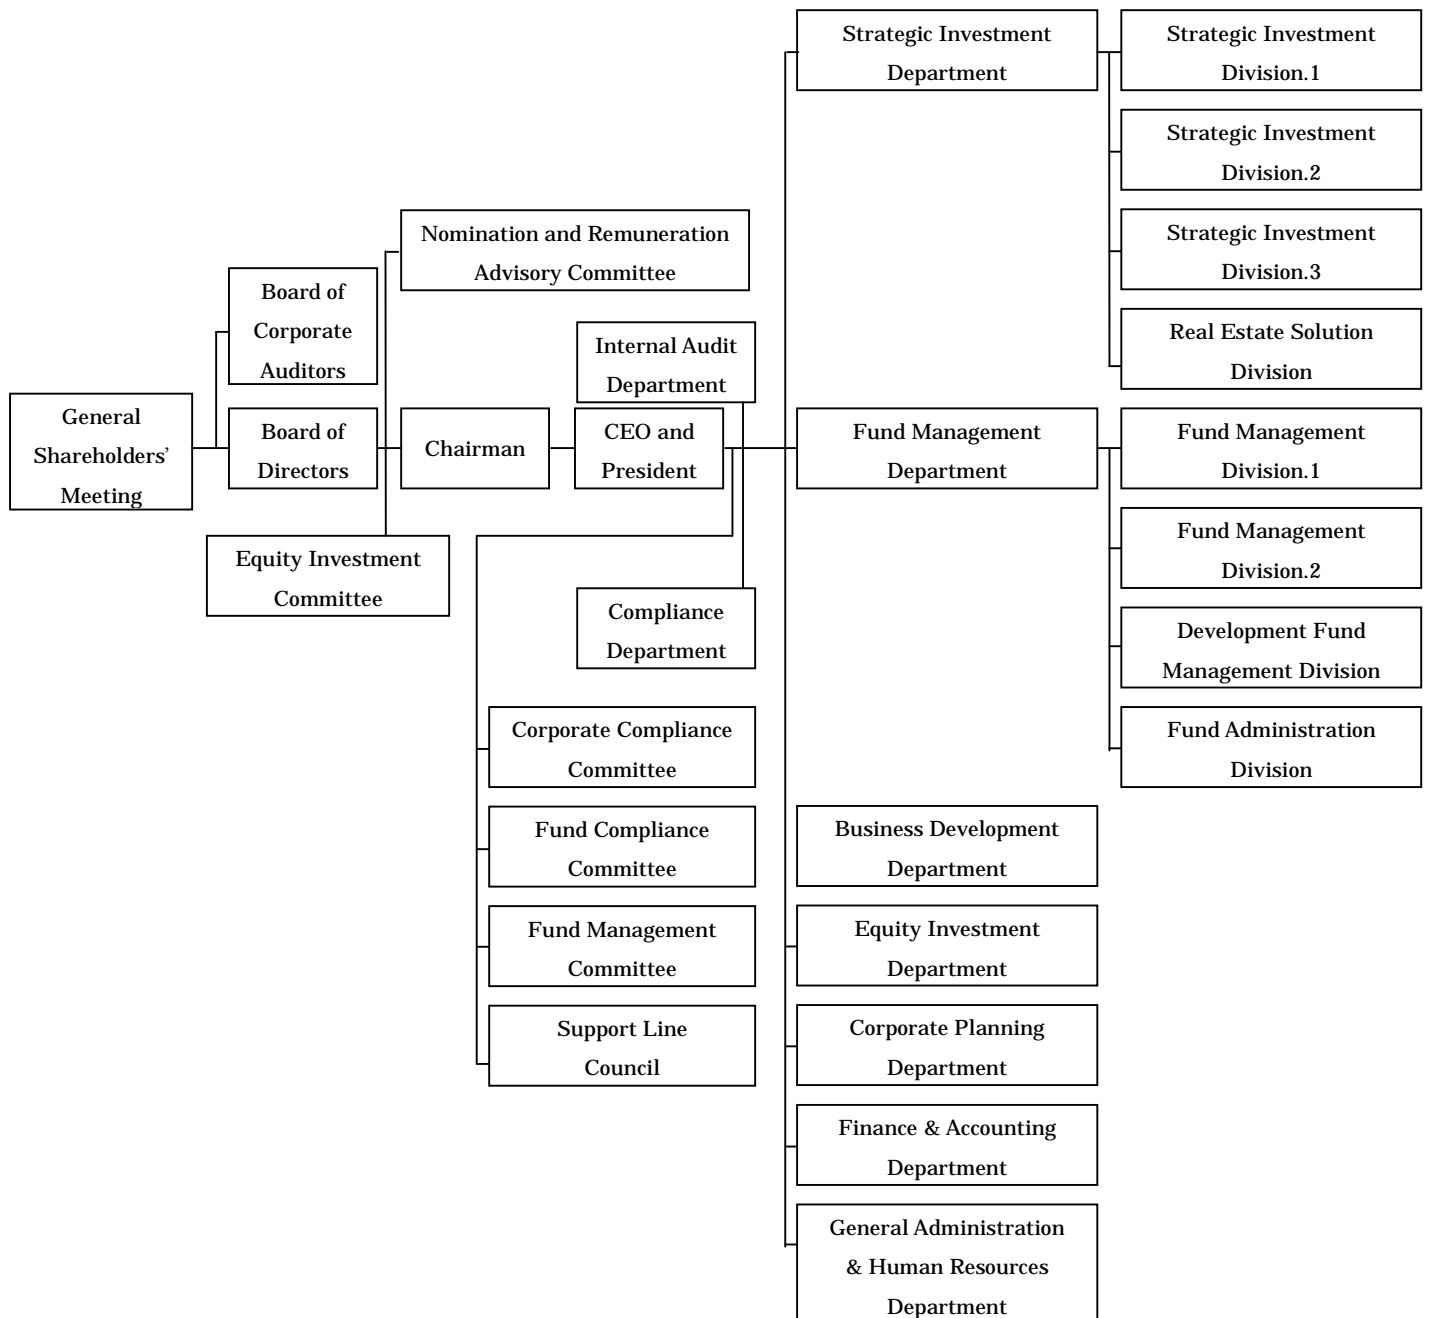 General
Shareholders’
Meeting
Board of
Corporate
Auditors
Board of
Directors
Equity Investment
Committee
Nomination and Remuneration
Advisory Committee
Chairman
Internal Audit
Department
CEO and
President
Compliance
Department
Corporate Compliance
Committee
Fund Compliance
Committee
Fund Management
Committee
Support Line
Council
Strategic Investment
Department
Strategic Investment
Division.1
Strategic Investment
Division.2
Strategic Investment
Division.3
Real Estate Solution
Division
Fund Management
Department
Fund Management
Division.1
Fund Management
Division.2
Development Fund
Management Division
Fund Administration
Division
Business Development
Department
Equity Investment
Department
Corporate Planning
Department
Finance & Accounting
Department
General Administration
& Human Resources
Department